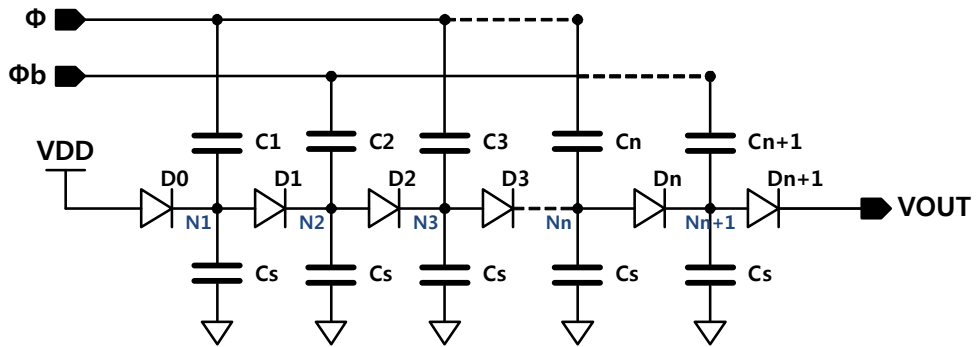 Φ
Φb
C1 C2 C3 Cn Cn+1
VDD
D0 D1 D2 D3 Dn Dn+1
VOUT
N1 N2 N3 Nn Nn+1
Cs Cs Cs Cs Cs